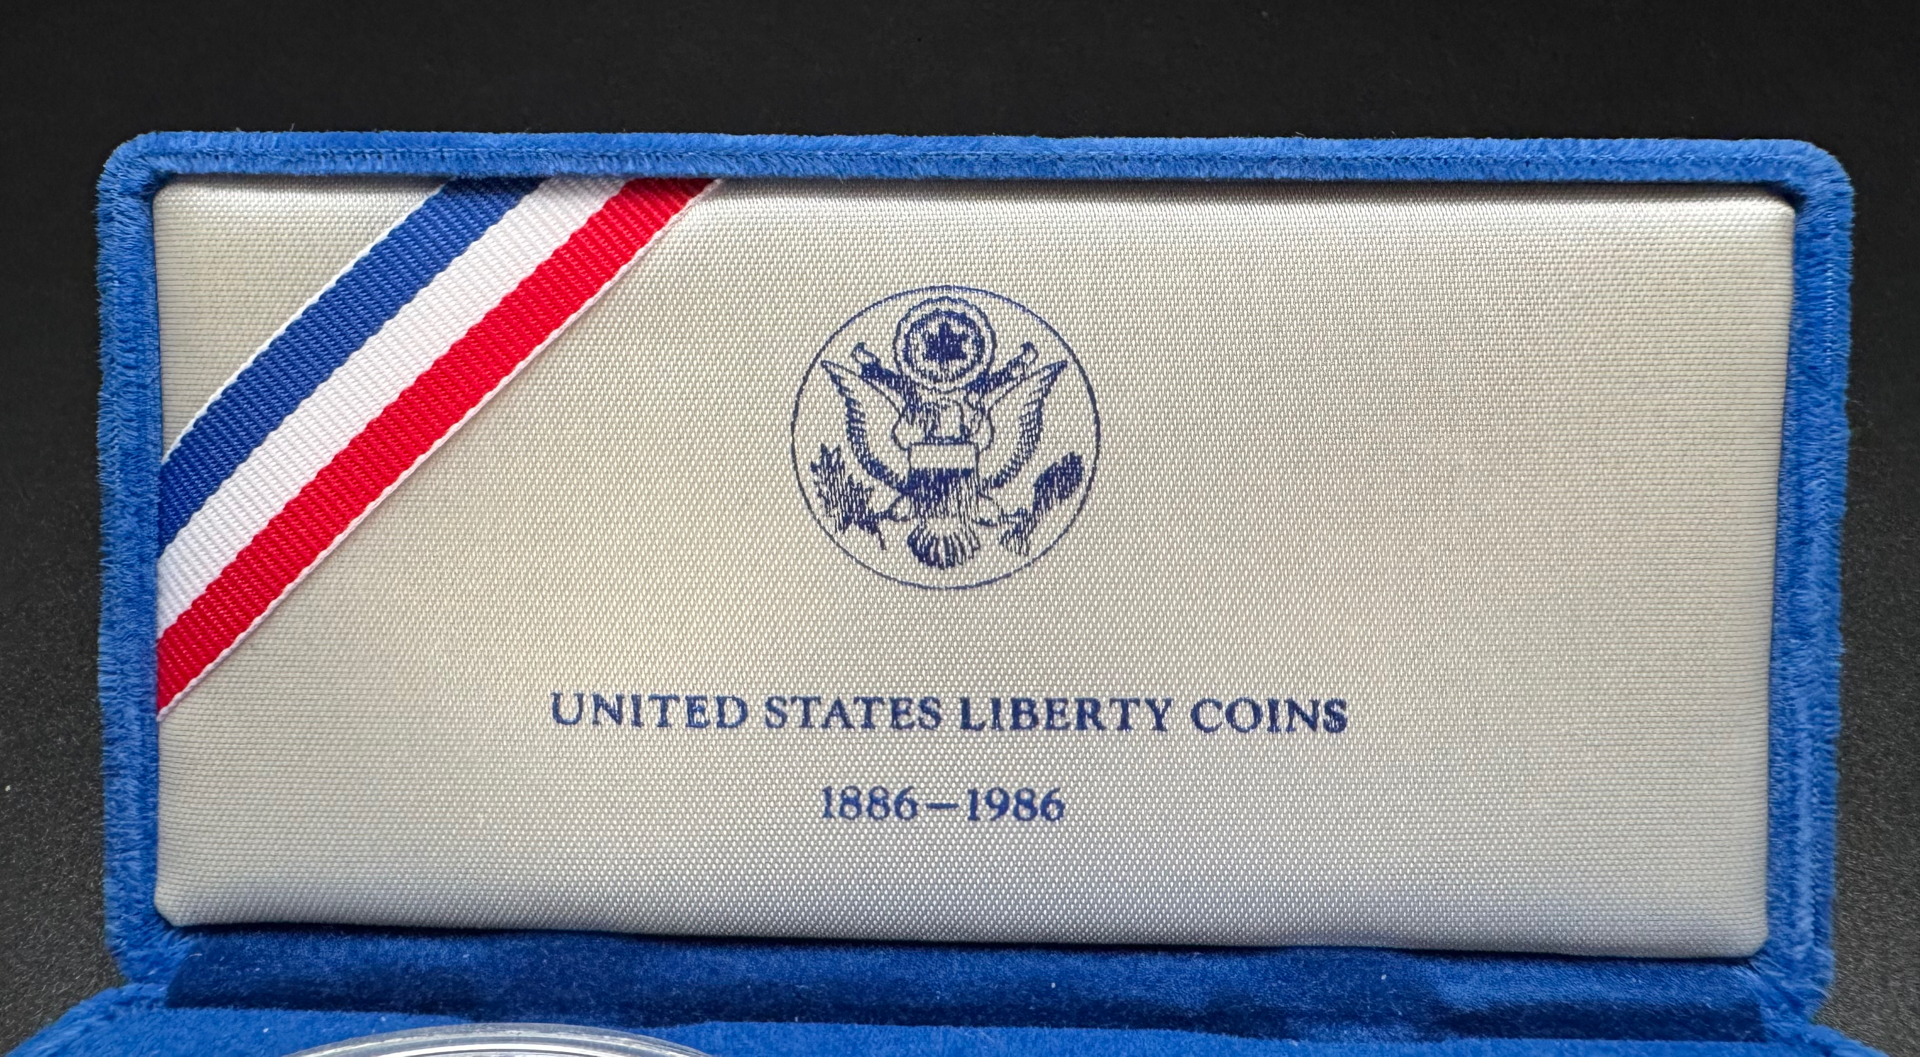 UNITED STATES LIBERTY COINS
1886–1986